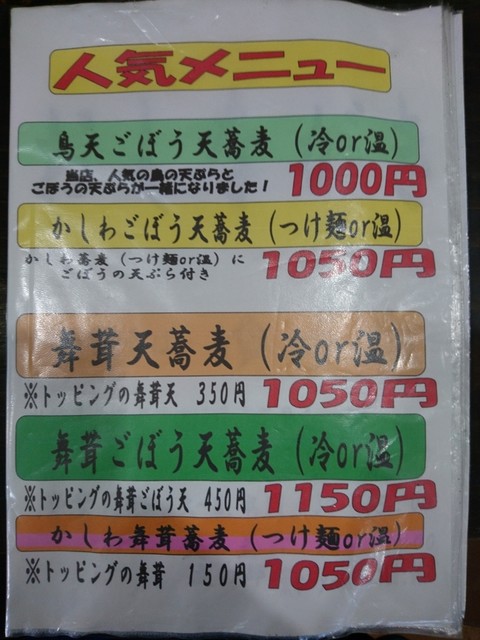 人気メニュー
鳥天ごぼう天蕎麦(冷or温)
当店、人気の鳥の天ぷらと
ごぼうの天ぷらが一緒になりました!
1000円
かしわごぼう天蕎麦(つけ麺or温)
かしわ蕎麦(つけ麺or温)に
ごぼうの天ぷら付き
1050円
舞茸天蕎麦(冷or温)
※トッピングの舞茸天 350円
1050円
舞茸ごぼう天蕎麦(冷or温)
※トッピングの舞茸ごぼう天 450円
1150円
かしわ舞茸蕎麦(つけ麺or温)
※トッピングの舞茸 150円
1050円